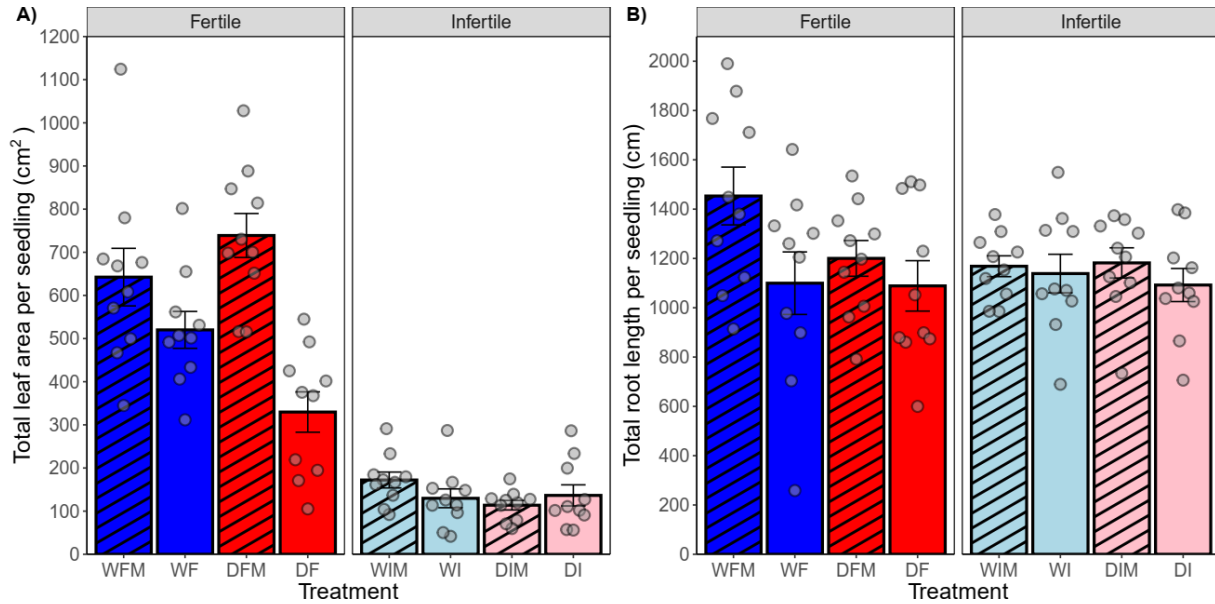 A)
Fertile
Infertile
Total leaf area per seedling (cm²)
1200
1100
1000
900
800
700
600
500
400
300
200
100
0
WFM WF DFM DF WIM WI DIM DI
Treatment
B)
Fertile
Infertile
Total root length per seedling (cm)
2000
1800
1600
1400
1200
1000
800
600
400
200
0
WFM WF DFM DF WIM WI DIM DI
Treatment